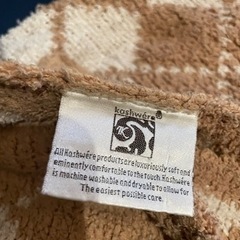 kashwére®
All Kashwére products are luxuriously soft and
eminently comfortable to the touch. Kashwére
is machine washable and dryable to allow for
The easiest possible care.